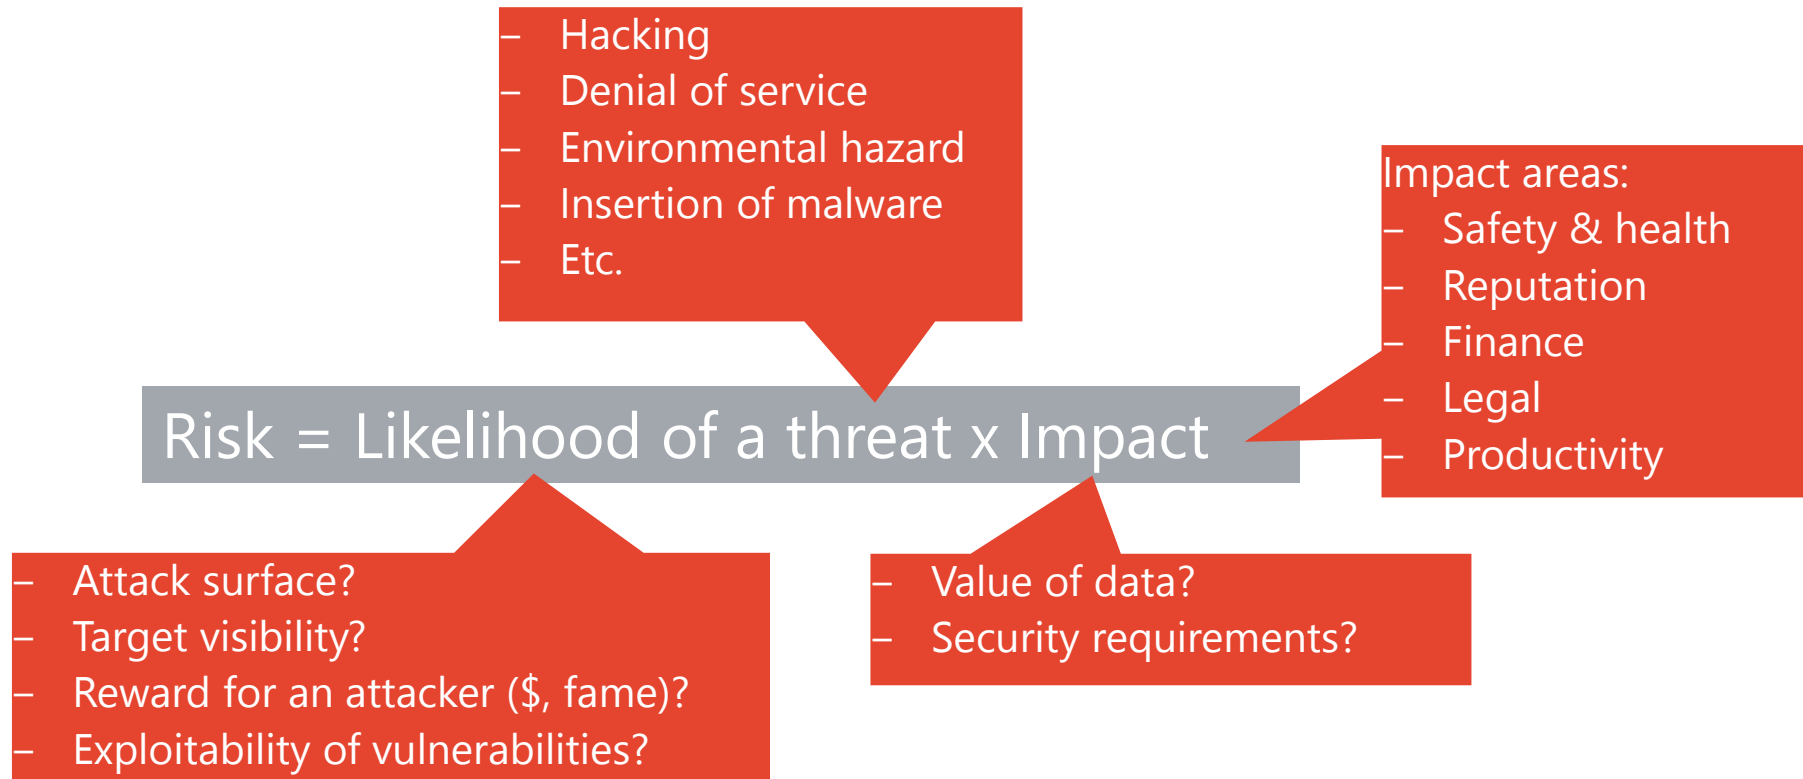 – Hacking
– Denial of service
– Environmental hazard
– Insertion of malware
– Etc.
Impact areas:
– Safety & health
– Reputation
– Finance
– Legal
– Productivity
Risk = Likelihood of a threat x Impact
– Attack surface?
– Target visibility?
– Reward for an attacker ($, fame)?
– Exploitability of vulnerabilities?
– Value of data?
– Security requirements?